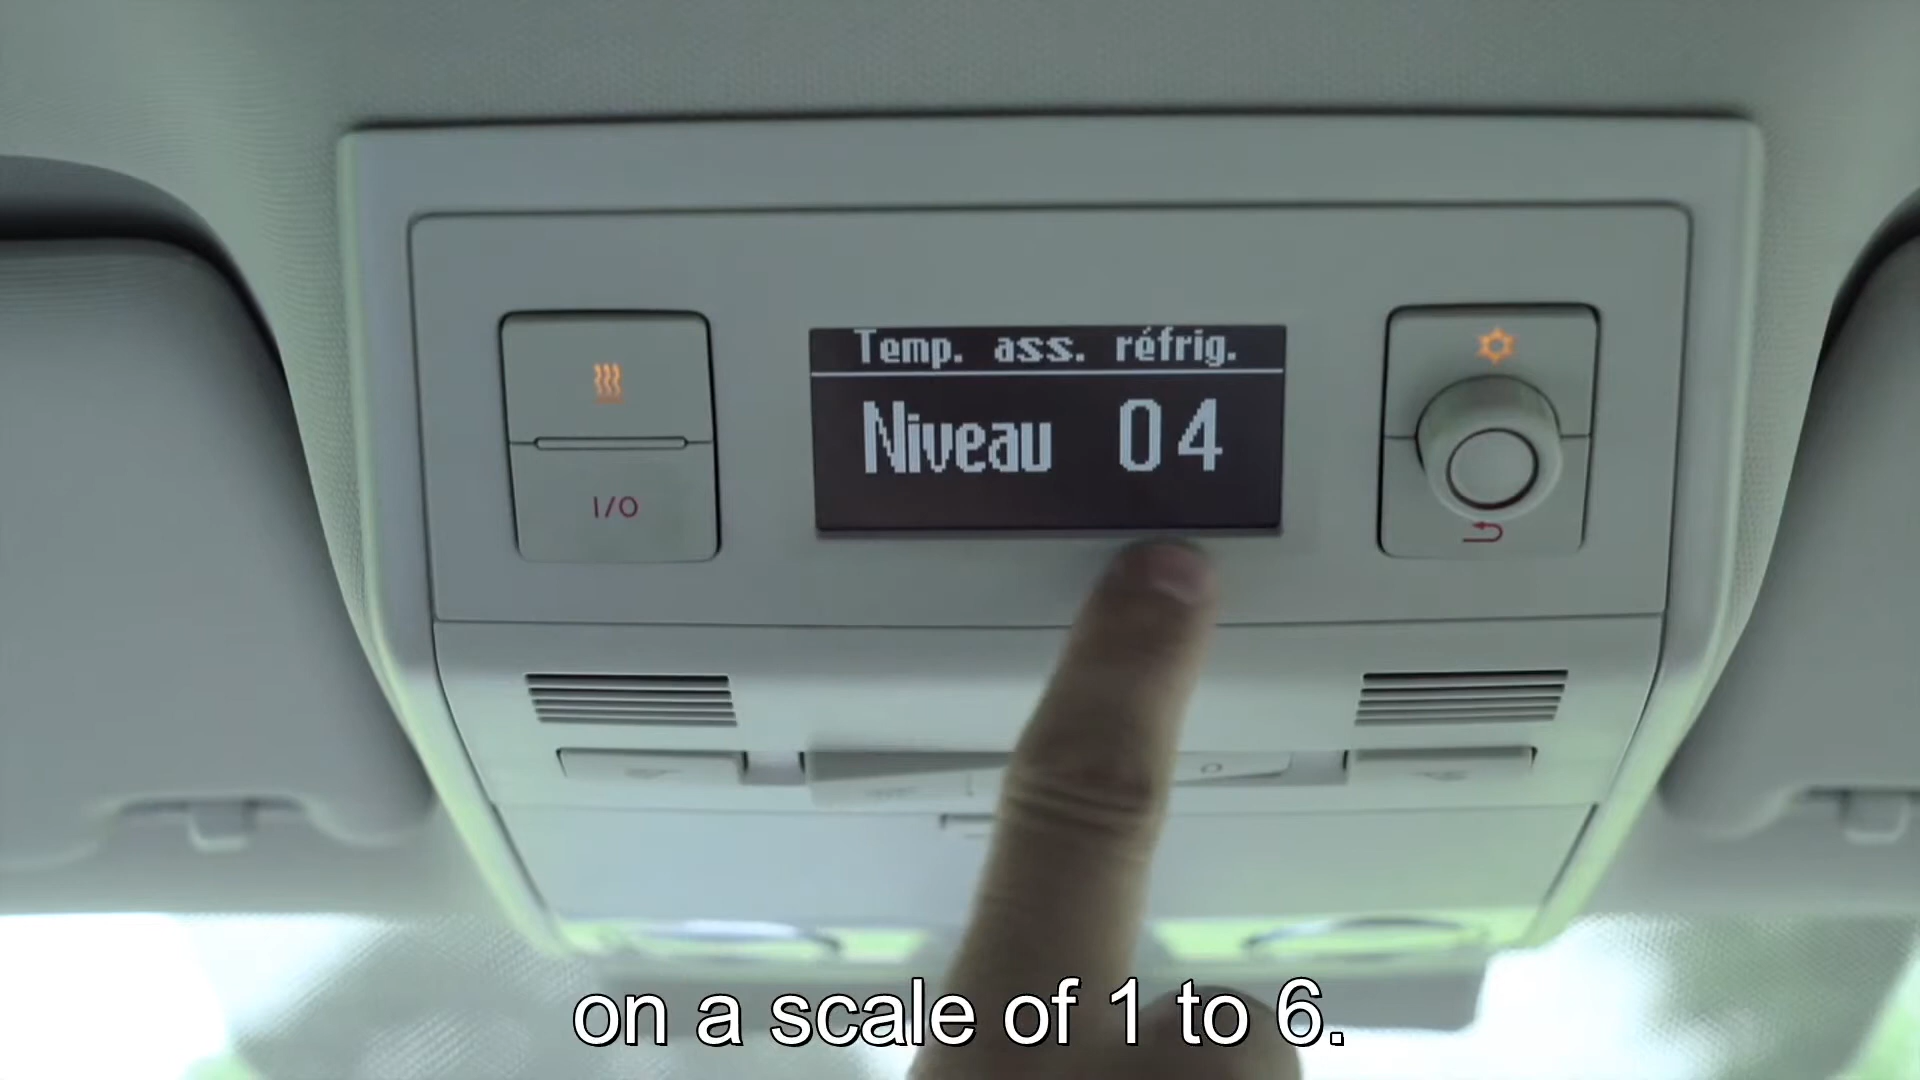 Temp. ass. réfrig.
Niveau 04
I/O
on a scale of 1 to 6.